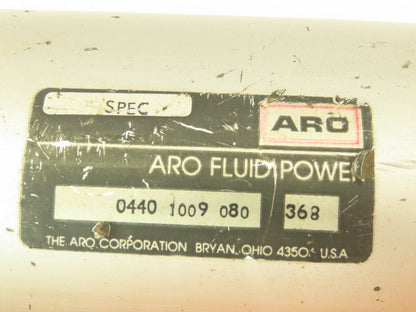 SPEC
ARO
ARO FLUID POWER
0440 1009 080 368
THE ARO CORPORATION BRYAN, OHIO U.S.A